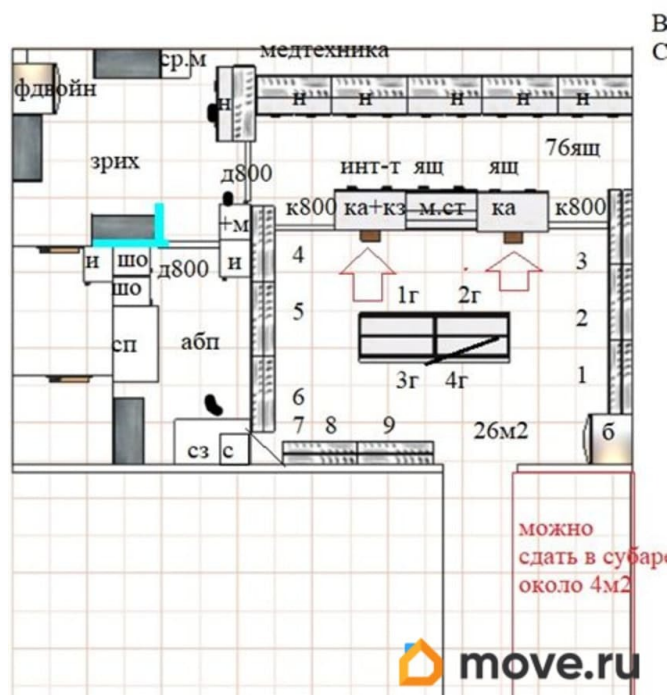 В
С
ср.м
медтехника
фдвойн
н
н
н
н
н
н
76ящ
зрих
инт-т
ящ
ящ
д800
к800
ка+кз
м.ст
ка
к800
+м
4
3
и
шо
д800
и
1г
2г
шо
5
2
сп
абп
3г
4г
1
6
7
8
9
26м2
б
сз
с
можно
сдать в субаре
около 4м2
move.ru